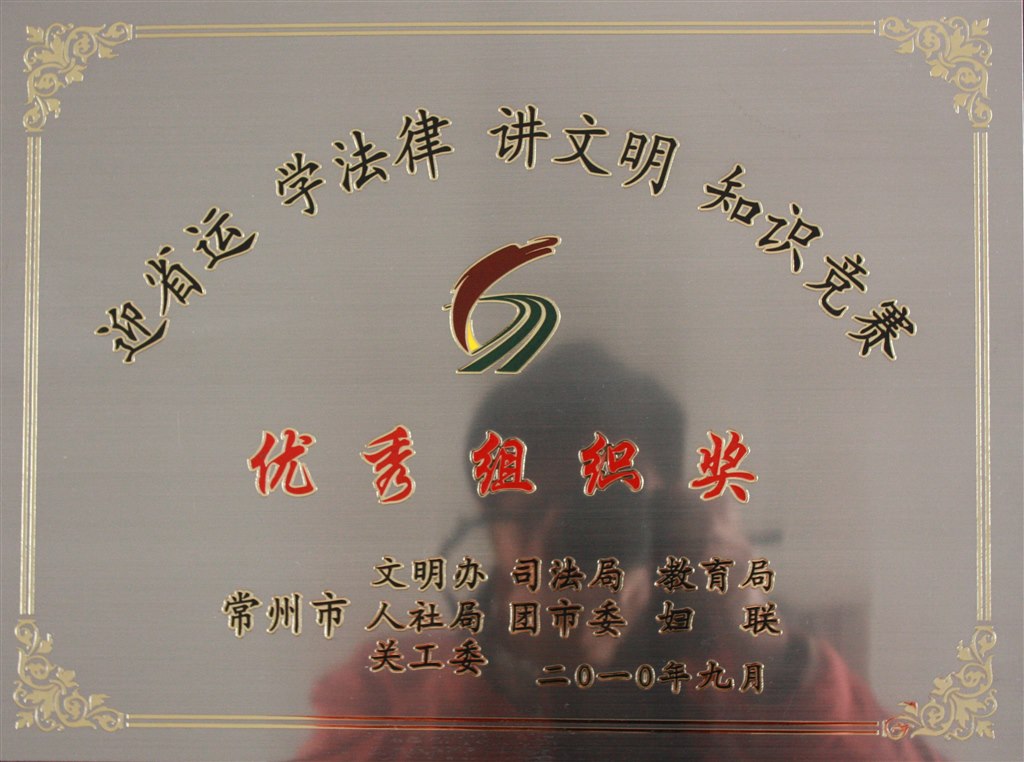 迎省运 学法律 讲文明 知识竞赛
优秀组织奖
文明办 司法局 教育局
常州市 人社局 团市委 妇 联
关工委
二0一0年九月